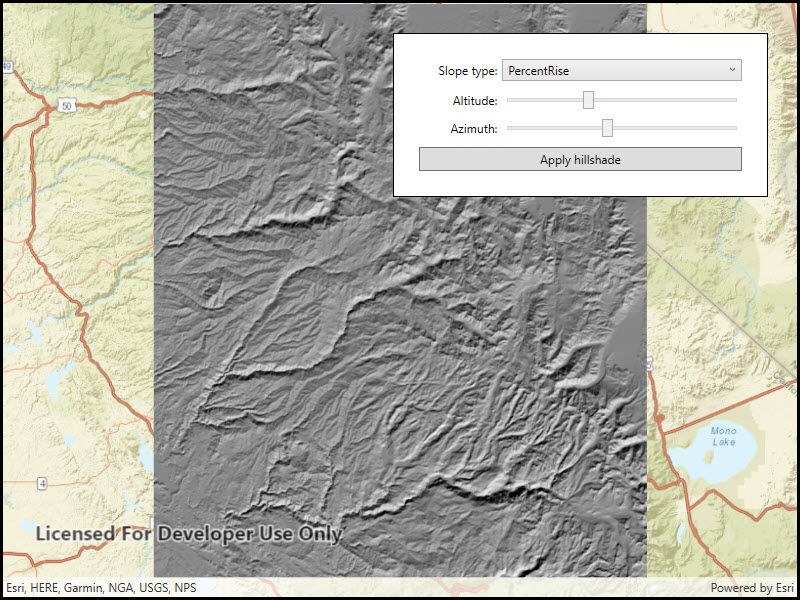 Slope type: PercentRise
Altitude:
Azimuth:
Apply hillshade
50
Mono
Lake
4
Licensed For Developer Use Only
Esri, HERE, Garmin, NGA, USGS, NPS
Powered by Esri